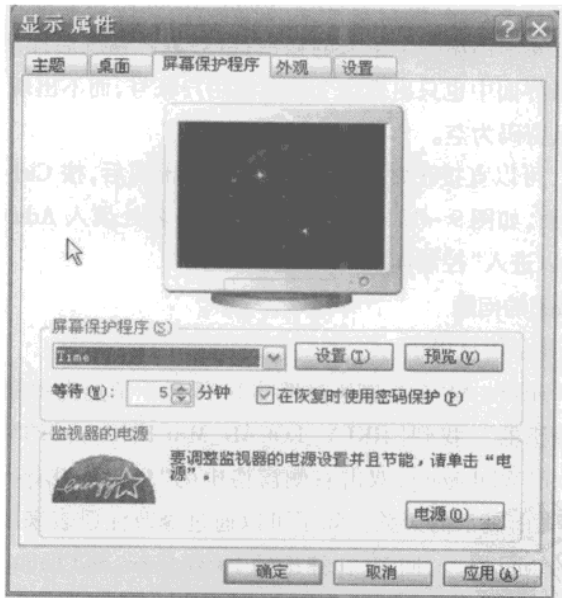 显示 属性
主题 桌面 屏幕保护程序 外观 设置
屏幕保护程序(S)
Time
设置(T)
预览(V)
等待(W): 5 分钟
在恢复时使用密码保护(P)
监视器的电源
energy
要调整监视器的电源设置并且节能，请单击“电
源”。
电源(O)...
确定 取消 应用(A)